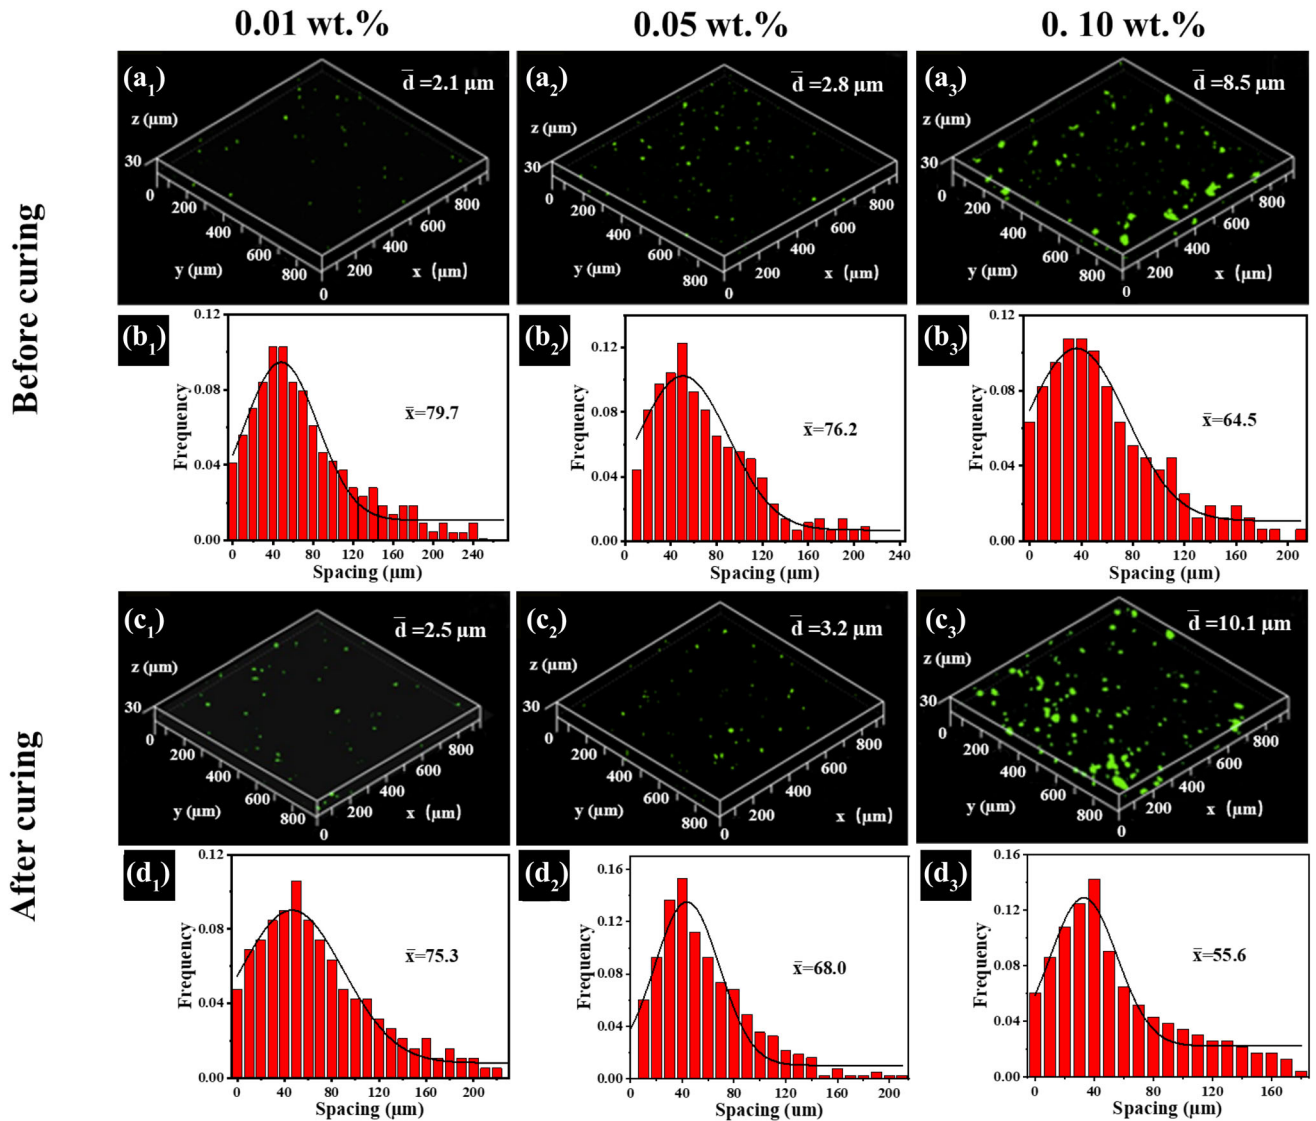 0.01 wt.%
0.05 wt.%
0. 10 wt.%
Before curing
(a1)
d̅ =2.1 μm
z (μm)
30
0
200
400
600
800
y (μm)
0
200
400
600
800
x (μm)
(a2)
d̅ =2.8 μm
z (μm)
30
0
200
400
600
800
y (μm)
0
200
400
600
800
x (μm)
(a3)
d̅ =8.5 μm
z (μm)
30
0
200
400
600
800
y (μm)
0
200
400
600
800
x (μm)
(b1)
Frequency
0.12
0.08
0.04
0.00
x̅=79.7
0 40 80 120 160 200 240
Spacing (μm)
(b2)
Frequency
0.12
0.08
0.04
0.00
x̅=76.2
0 40 80 120 160 200 240
Spacing (μm)
(b3)
Frequency
0.12
0.08
0.04
0.00
x̅=64.5
0 40 80 120 160 200
Spacing (μm)
After curing
(c1)
d̅ =2.5 μm
z (μm)
30
0
200
400
600
800
y (μm)
0
200
400
600
800
x (μm)
(c2)
d̅ =3.2 μm
z (μm)
30
0
200
400
600
800
y (μm)
0
200
400
600
800
x (μm)
(c3)
d̅ =10.1 μm
z (μm)
30
0
200
400
600
800
y (μm)
0
200
400
600
800
x (μm)
(d1)
Frequency
0.12
0.08
0.04
0.00
x̅=75.3
0 40 80 120 160 200
Spacing (μm)
(d2)
Frequency
0.16
0.12
0.08
0.04
0.00
x̅=68.0
0 40 80 120 160 200
Spacing (um)
(d3)
Frequency
0.16
0.12
0.08
0.04
0.00
x̅=55.6
0 40 80 120 160
Spacing (μm)